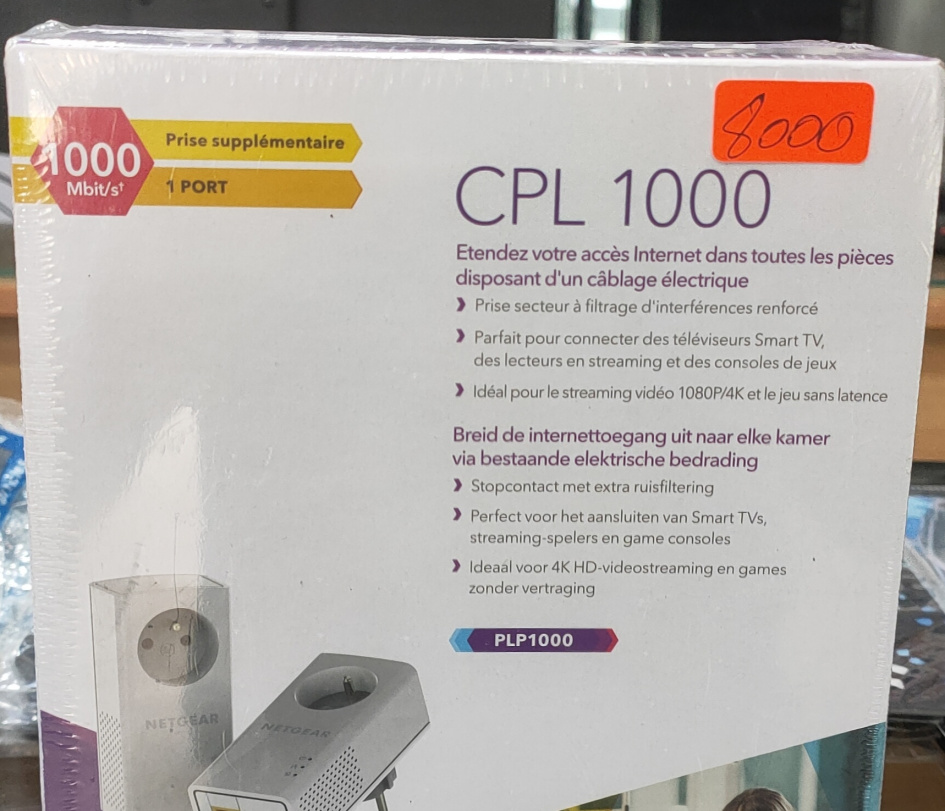 8000
1000
Mbit/s†
Prise supplémentaire
1 PORT
CPL 1000
Etendez votre accès Internet dans toutes les pièces
disposant d'un câblage électrique
❯ Prise secteur à filtrage d'interférences renforcé
❯ Parfait pour connecter des téléviseurs Smart TV,
des lecteurs en streaming et des consoles de jeux
❯ Idéal pour le streaming vidéo 1080P/4K et le jeu sans latence
Breid de internettoegang uit naar elke kamer
via bestaande elektrische bedrading
❯ Stopcontact met extra ruisfiltering
❯ Perfect voor het aansluiten van Smart TVs,
streaming-spelers en game consoles
❯ Ideaal voor 4K HD-videostreaming en games
zonder vertraging
PLP1000
NETGEAR
NETGEAR